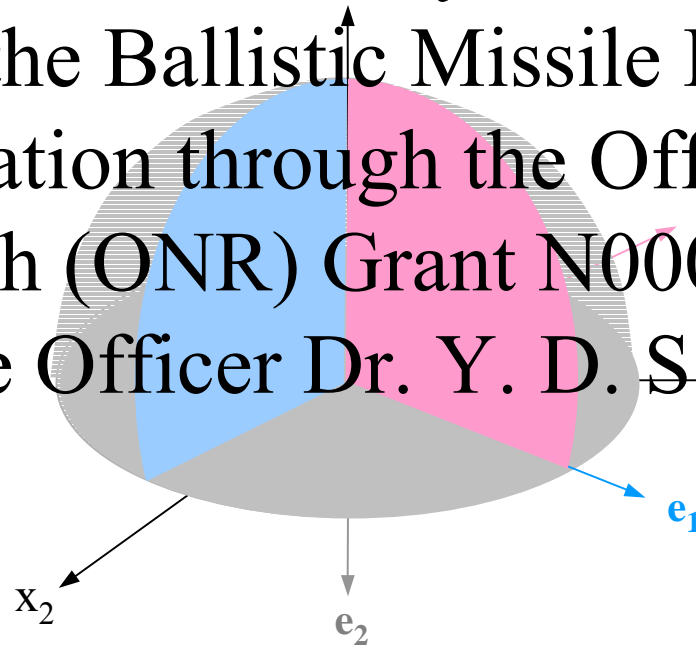 the Ballistic Missile
ation through the Off
h (ONR) Grant N000
e Officer Dr. Y. D. S
e1
x2
e2